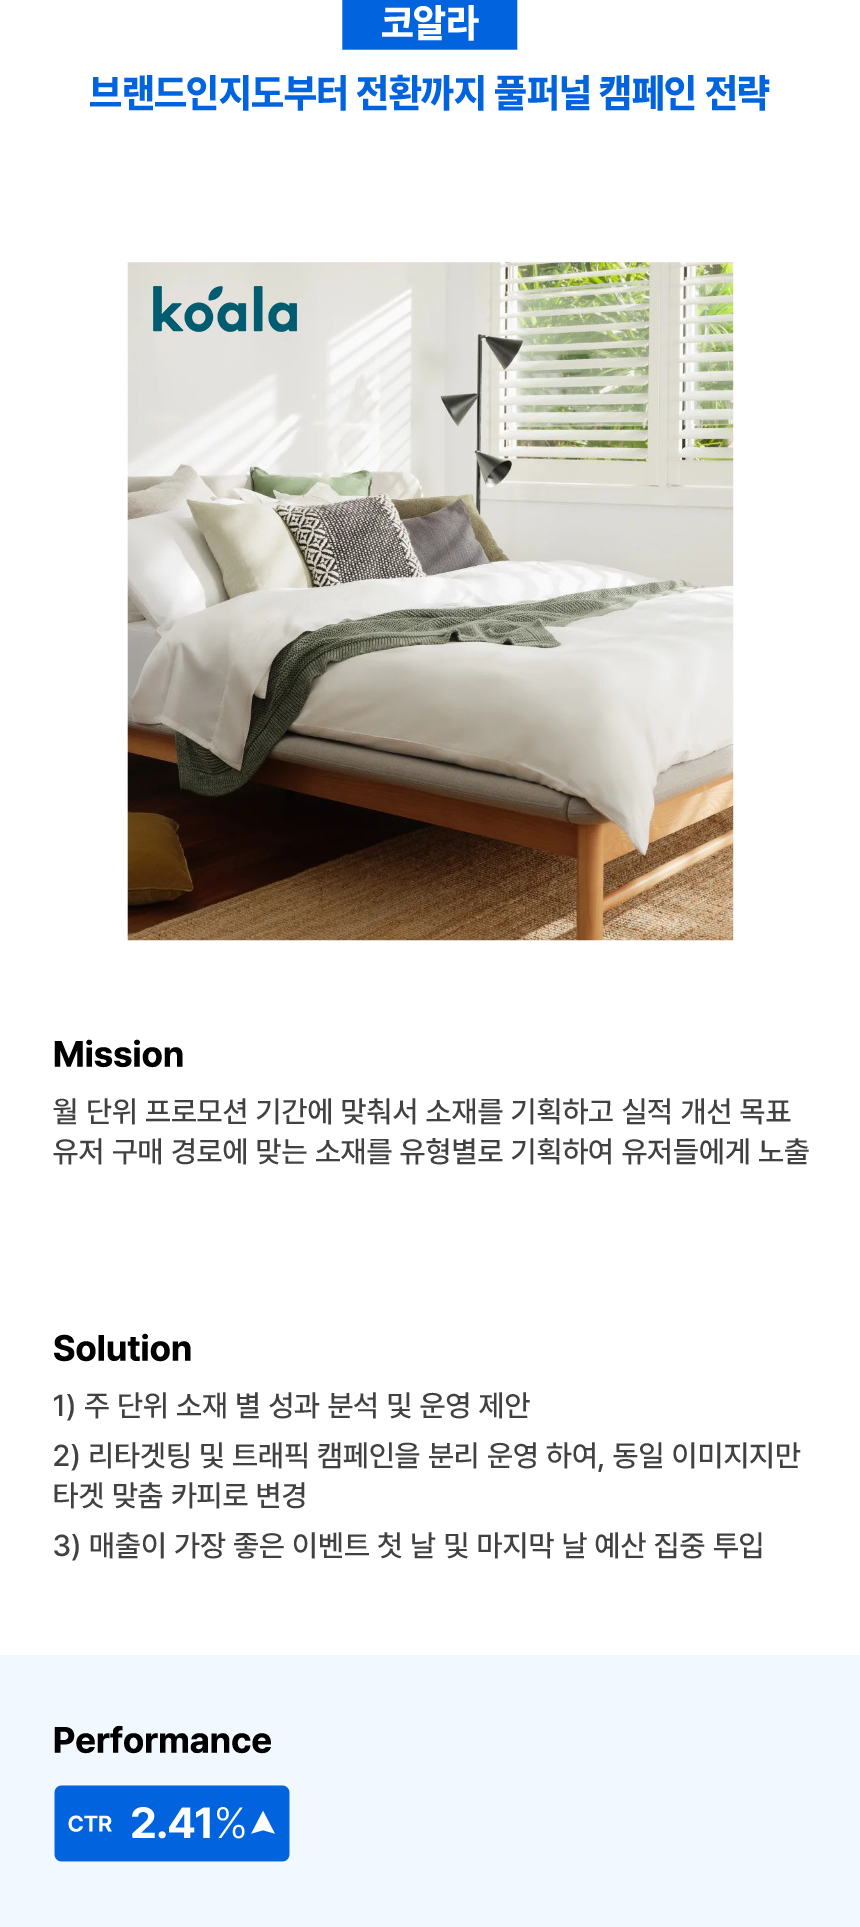 코알라
브랜드인지도부터 전환까지 풀퍼널 캠페인 전략
koala
Mission
월 단위 프로모션 기간에 맞춰서 소재를 기획하고 실적 개선 목표
유저 구매 경로에 맞는 소재를 유형별로 기획하여 유저들에게 노출
Solution
1) 주 단위 소재 별 성과 분석 및 운영 제안
2) 리타겟팅 및 트래픽 캠페인을 분리 운영 하여, 동일 이미지지만
타겟 맞춤 카피로 변경
3) 매출이 가장 좋은 이벤트 첫 날 및 마지막 날 예산 집중 투입
Performance
CTR 2.41%▲